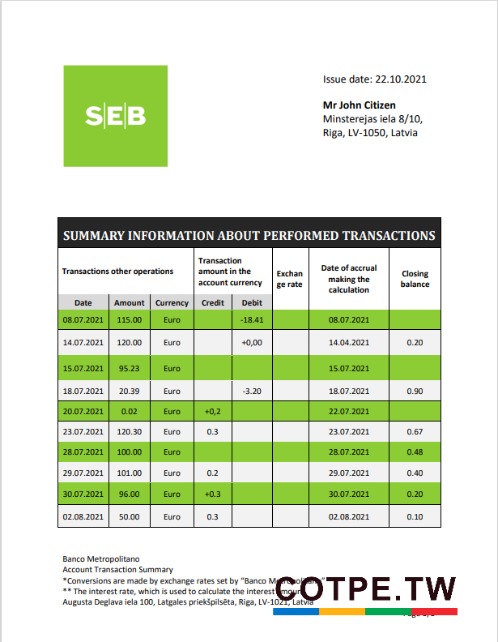 S|E|B
Issue date: 22.10.2021
Mr John Citizen
Minsterejas iela 8/10,
Riga, LV-1050, Latvia
SUMMARY INFORMATION ABOUT PERFORMED TRANSACTIONS
Transactions other operations
Transaction
amount in the
account currency
Exchan
ge rate
Date of accrual
making the
calculation
Closing
balance
Date Amount Currency Credit Debit
08.07.2021 115.00 Euro -18.41 08.07.2021
14.07.2021 120.00 Euro +0,00 14.04.2021 0.20
15.07.2021 95.23 Euro 15.07.2021
18.07.2021 20.39 Euro -3.20 18.07.2021 0.90
20.07.2021 0.02 Euro +0,2 22.07.2021
23.07.2021 120.30 Euro 0.3 23.07.2021 0.67
28.07.2021 100.00 Euro 28.07.2021 0.48
29.07.2021 101.00 Euro 0.2 29.07.2021 0.40
30.07.2021 96.00 Euro +0.3 30.07.2021 0.20
02.08.2021 50.00 Euro 0.3 02.08.2021 0.10
Banco Metropolitano
Account Transaction Summary
*Conversions are made by exchange rates set by "Banco Metropolitano"
** The interest rate, which is used to calculate the interest amount
Augusta Deglava iela 100, Latgales priekšpilsēta, Riga, LV-1021, Latvia
COTPE.TW